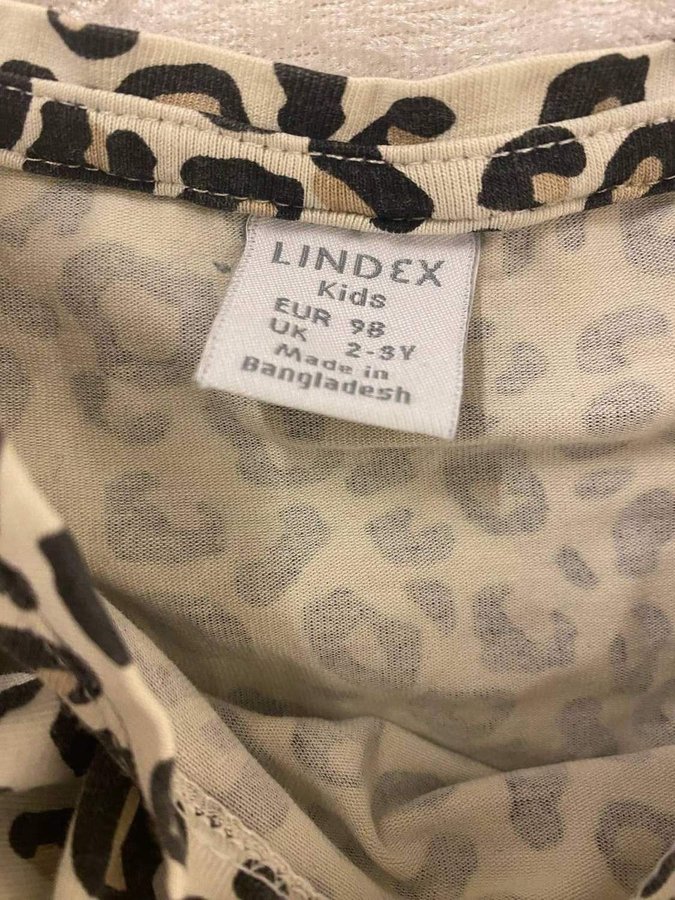 LINDEX
Kids
EUR 98
UK 2-3Y
Made in
Bangladesh